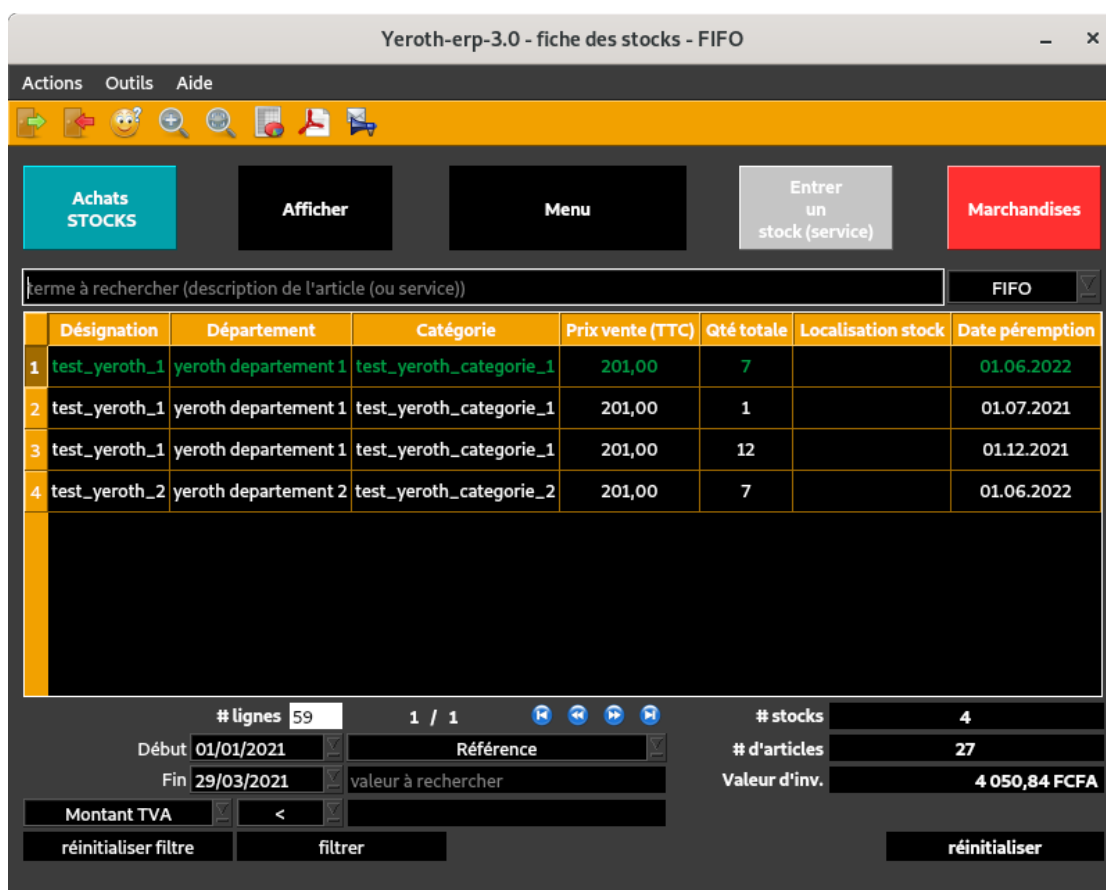 Yeroth-erp-3.0 - fiche des stocks - FIFO
Actions Outils Aide
Achats
STOCKS
Afficher
Menu
Entrer
un
stock (service)
Marchandises
terme à rechercher (description de l'article (ou service))
FIFO
Désignation Département Catégorie Prix vente (TTC) Qté totale Localisation stock Date péremption
1 test_yeroth_1 yeroth departement 1 test_yeroth_categorie_1 201,00 7 01.06.2022
2 test_yeroth_1 yeroth departement 1 test_yeroth_categorie_1 201,00 1 01.07.2021
3 test_yeroth_1 yeroth departement 1 test_yeroth_categorie_1 201,00 12 01.12.2021
4 test_yeroth_2 yeroth departement 2 test_yeroth_categorie_2 201,00 7 01.06.2022
# lignes 59 1 / 1 # stocks 4
Début 01/01/2021 Référence # d'articles 27
Fin 29/03/2021 valeur à rechercher Valeur d'inv. 4 050,84 FCFA
Montant TVA <
réinitialiser filtre filtrer réinitialiser